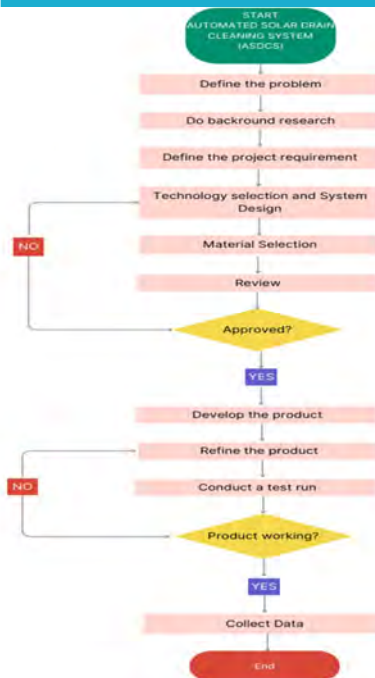 START
AUTOMATED SOLAR DRAIN
CLEANING SYSTEM
(ASDCS)
Define the problem
Do backround research
Define the project requirement
Technology selection and System
Design
NO
Material Selection
Review
Approved?
YES
Develop the product
Refine the product
NO
Conduct a test run
Product working?
YES
Collect Data
End